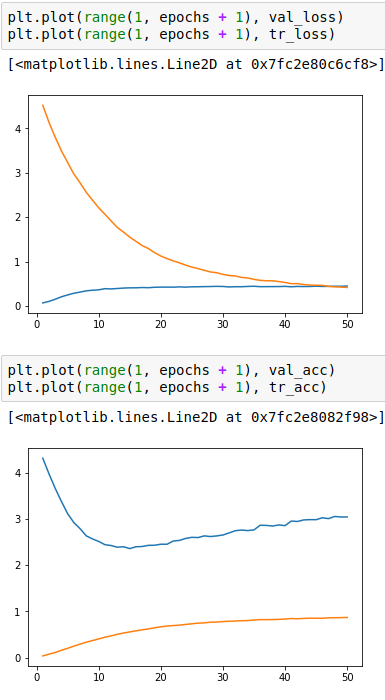 plt.plot(range(1, epochs + 1), val_loss)
plt.plot(range(1, epochs + 1), tr_loss)
[<matplotlib.lines.Line2D at 0x7fc2e80c6cf8>]
4
3
2
1
0
0 10 20 30 40 50
plt.plot(range(1, epochs + 1), val_acc)
plt.plot(range(1, epochs + 1), tr_acc)
[<matplotlib.lines.Line2D at 0x7fc2e8082f98>]
4
3
2
1
0
0 10 20 30 40 50